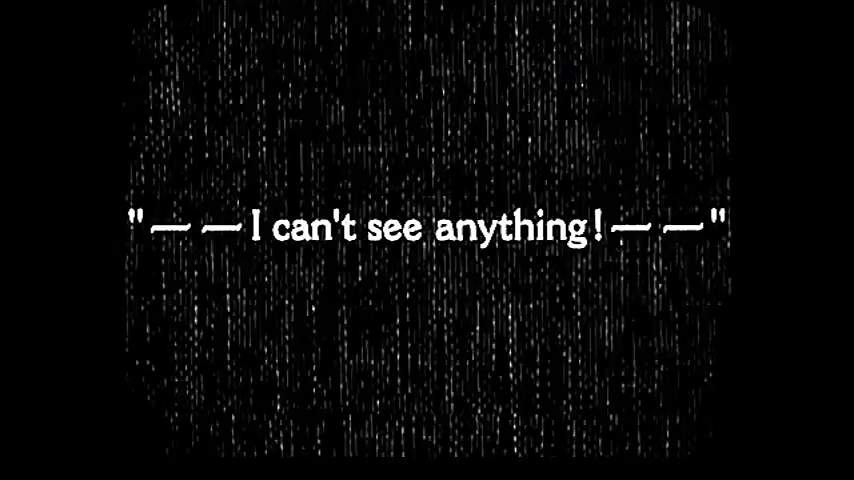 "— —I can't see anything!— —"